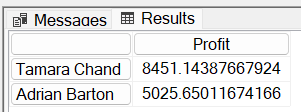 Messages Results
Profit
Tamara Chand 8451.14387667924
Adrian Barton 5025.65011674166